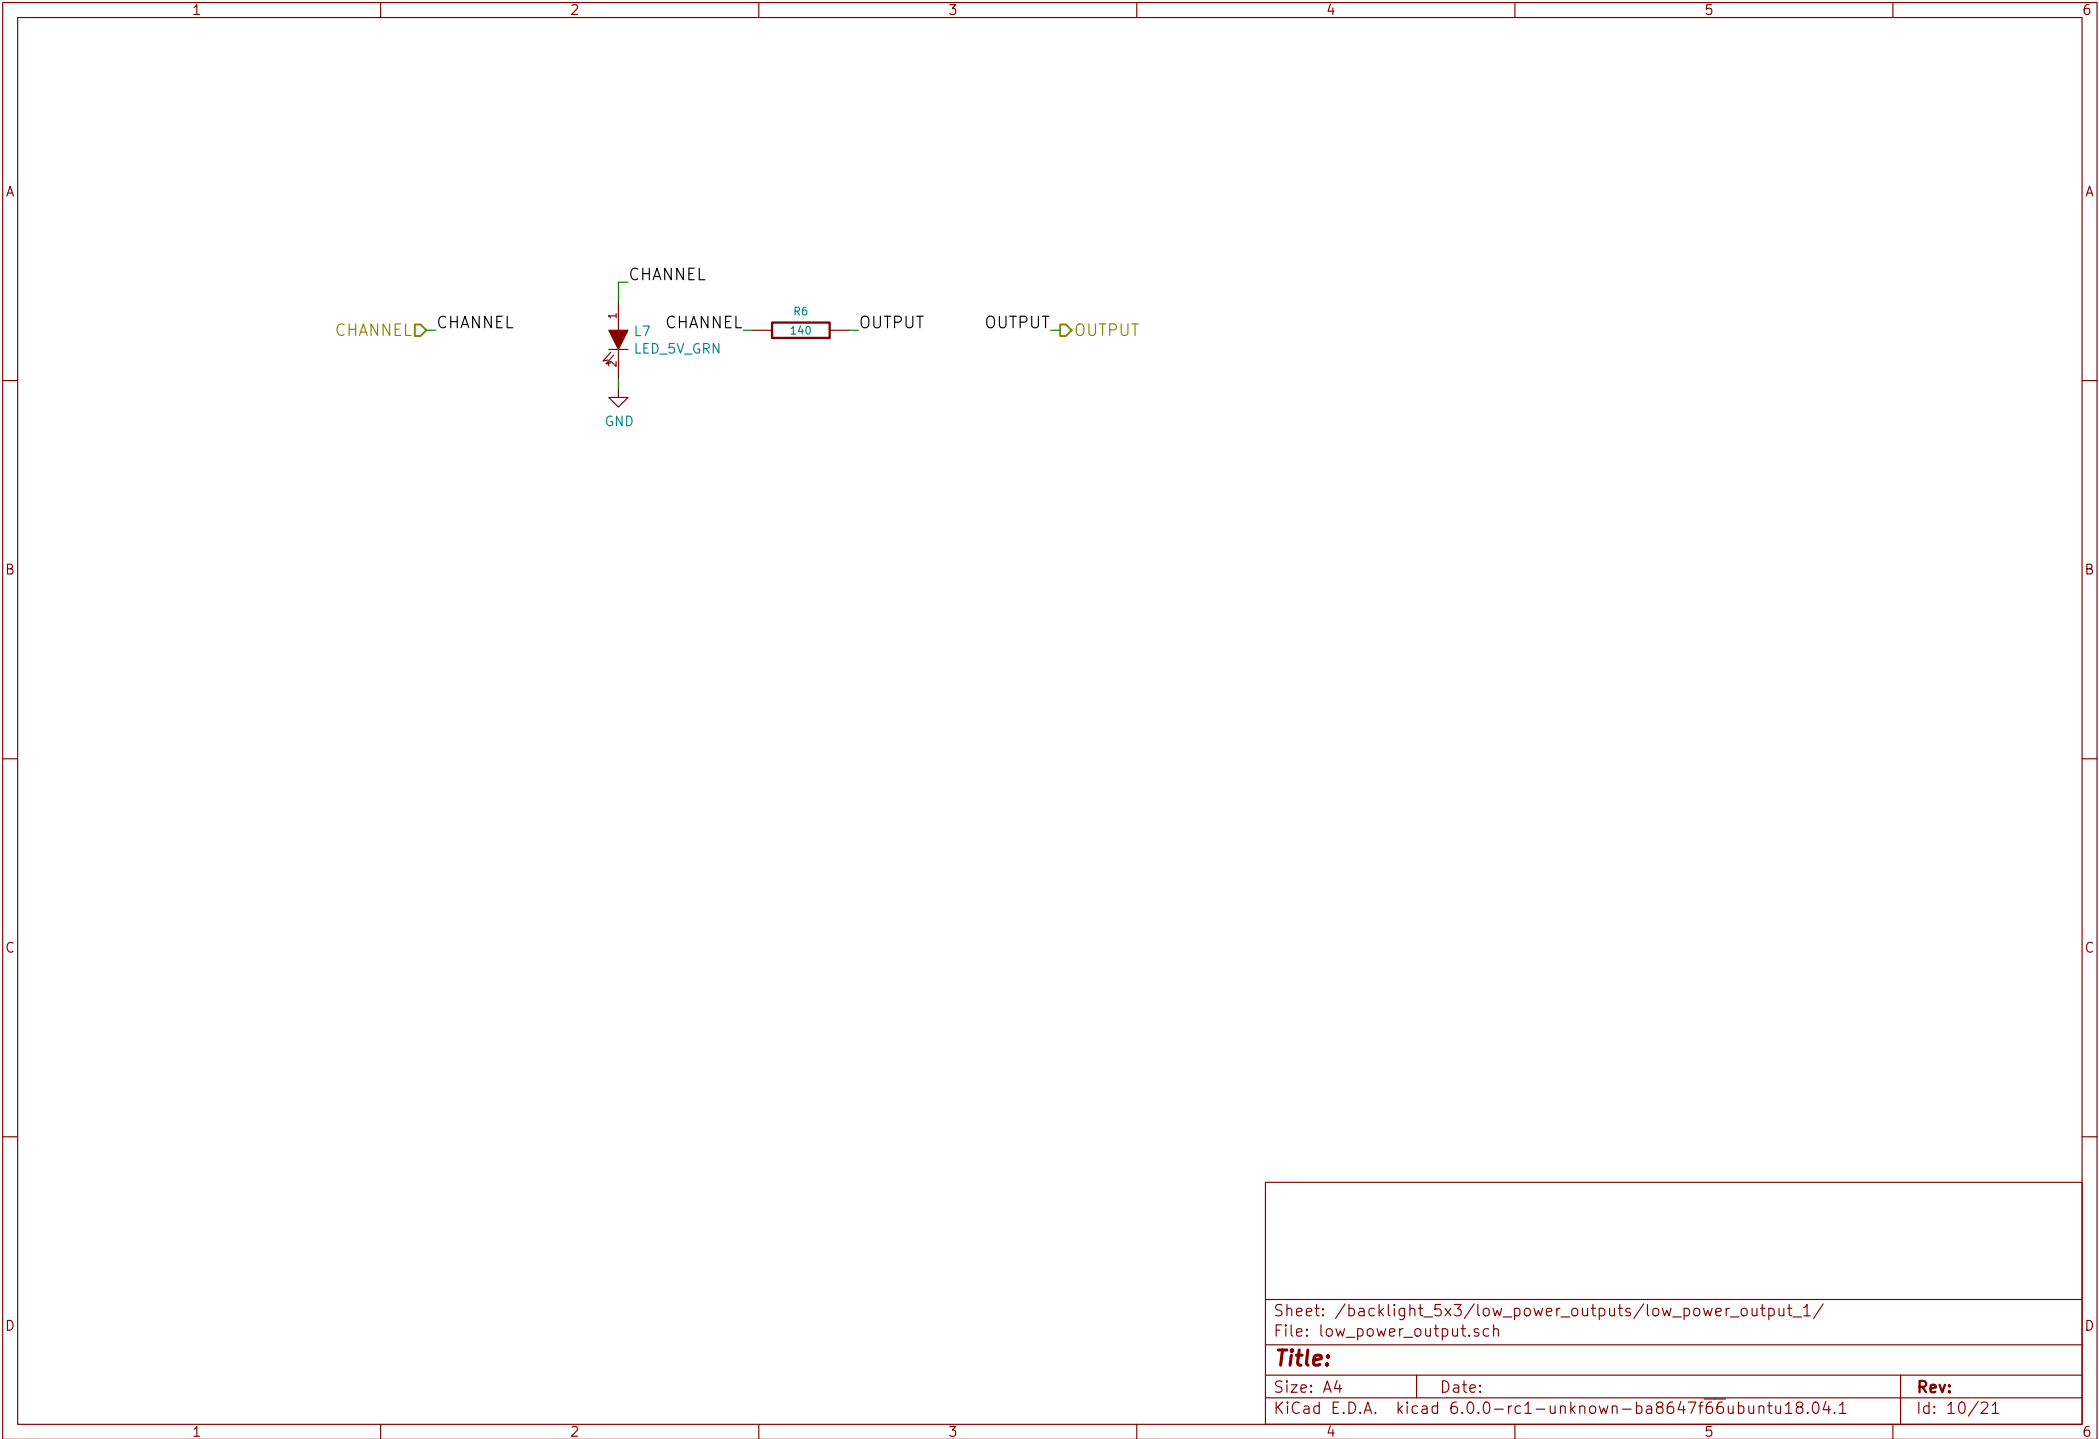 1 2 3 4 5 6
A A
CHANNEL
CHANNEL CHANNEL
1
L7
LED_5V_GRN
2
GND
CHANNEL R6 OUTPUT
140
OUTPUT OUTPUT
B B
C C
D D
Sheet: /backlight_5x3/low_power_outputs/low_power_output_1/
File: low_power_output.sch
Title:
Size: A4 Date: Rev:
KiCad E.D.A. kicad 6.0.0-rc1-unknown-ba8647f66ubuntu18.04.1 Id: 10/21
1 2 3 4 5 6